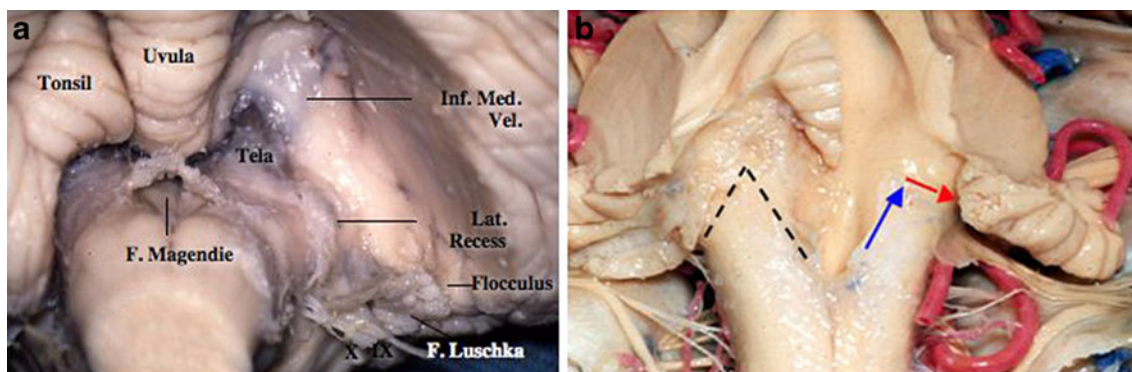 a
Uvula
Tonsil
Inf. Med.
Vel.
Tela
Lat.
Recess
F. Magendie
Flocculus
X IX
F. Luschka
b